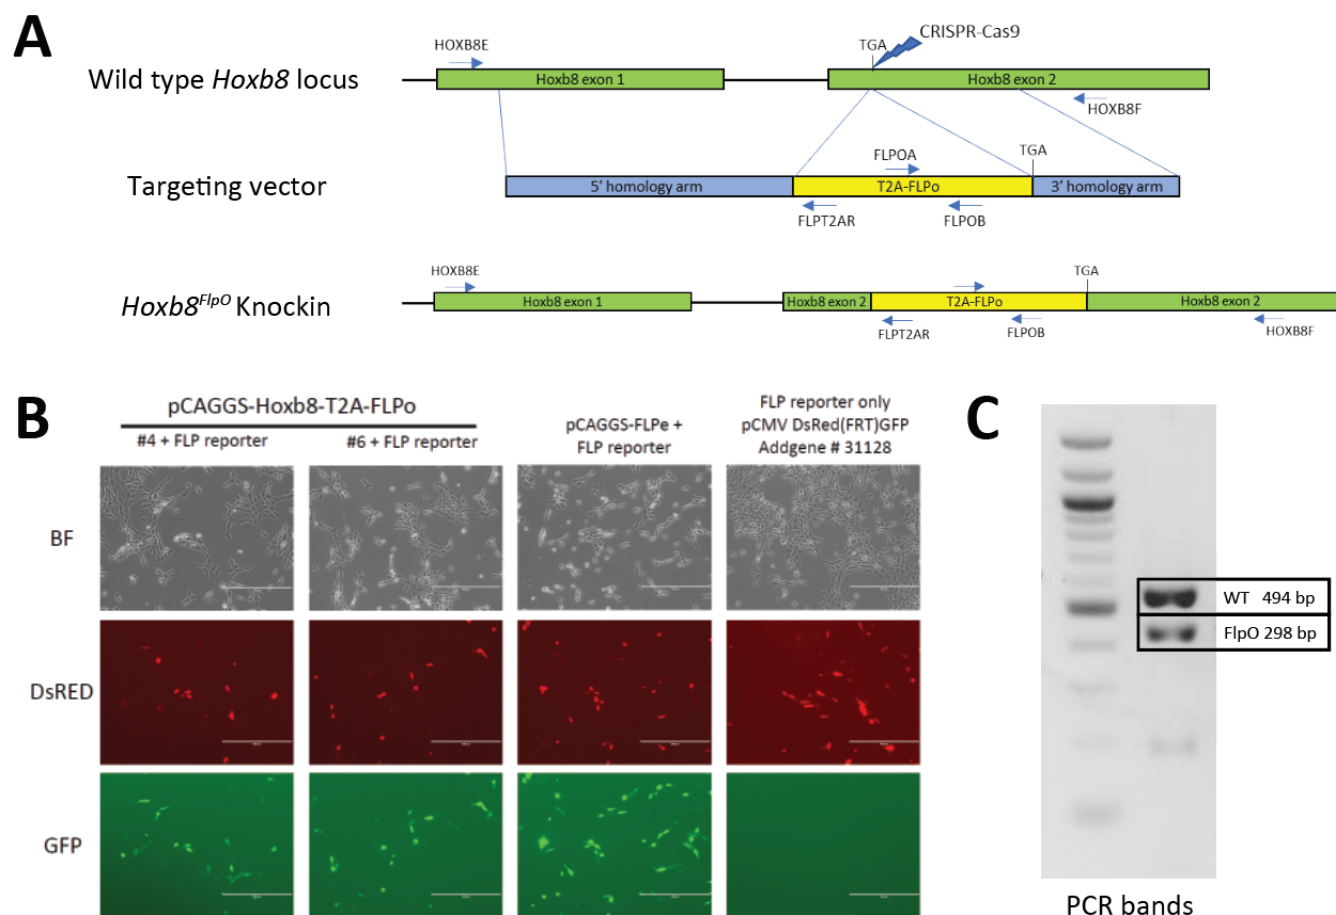 A
HOXB8E
TGA
CRISPR-Cas9
Wild type Hoxb8 locus
Hoxb8 exon 1
Hoxb8 exon 2
HOXB8F
FLPOA
TGA
Targeting vector
5' homology arm
T2A-FLPo
3' homology arm
FLPT2AR
FLPOB
HOXB8E
TGA
Hoxb8FlpO Knockin
Hoxb8 exon 1
Hoxb8 exon 2
T2A-FLPo
Hoxb8 exon 2
FLPT2AR
FLPOB
HOXB8F
B
pCAGGS-Hoxb8-T2A-FLPo
#4 + FLP reporter
#6 + FLP reporter
pCAGGS-FLPe +
FLP reporter
FLP reporter only
pCMV DsRed(FRT)GFP
Addgene # 31128
BF
DsRED
GFP
C
WT 494 bp
FlpO 298 bp
PCR bands